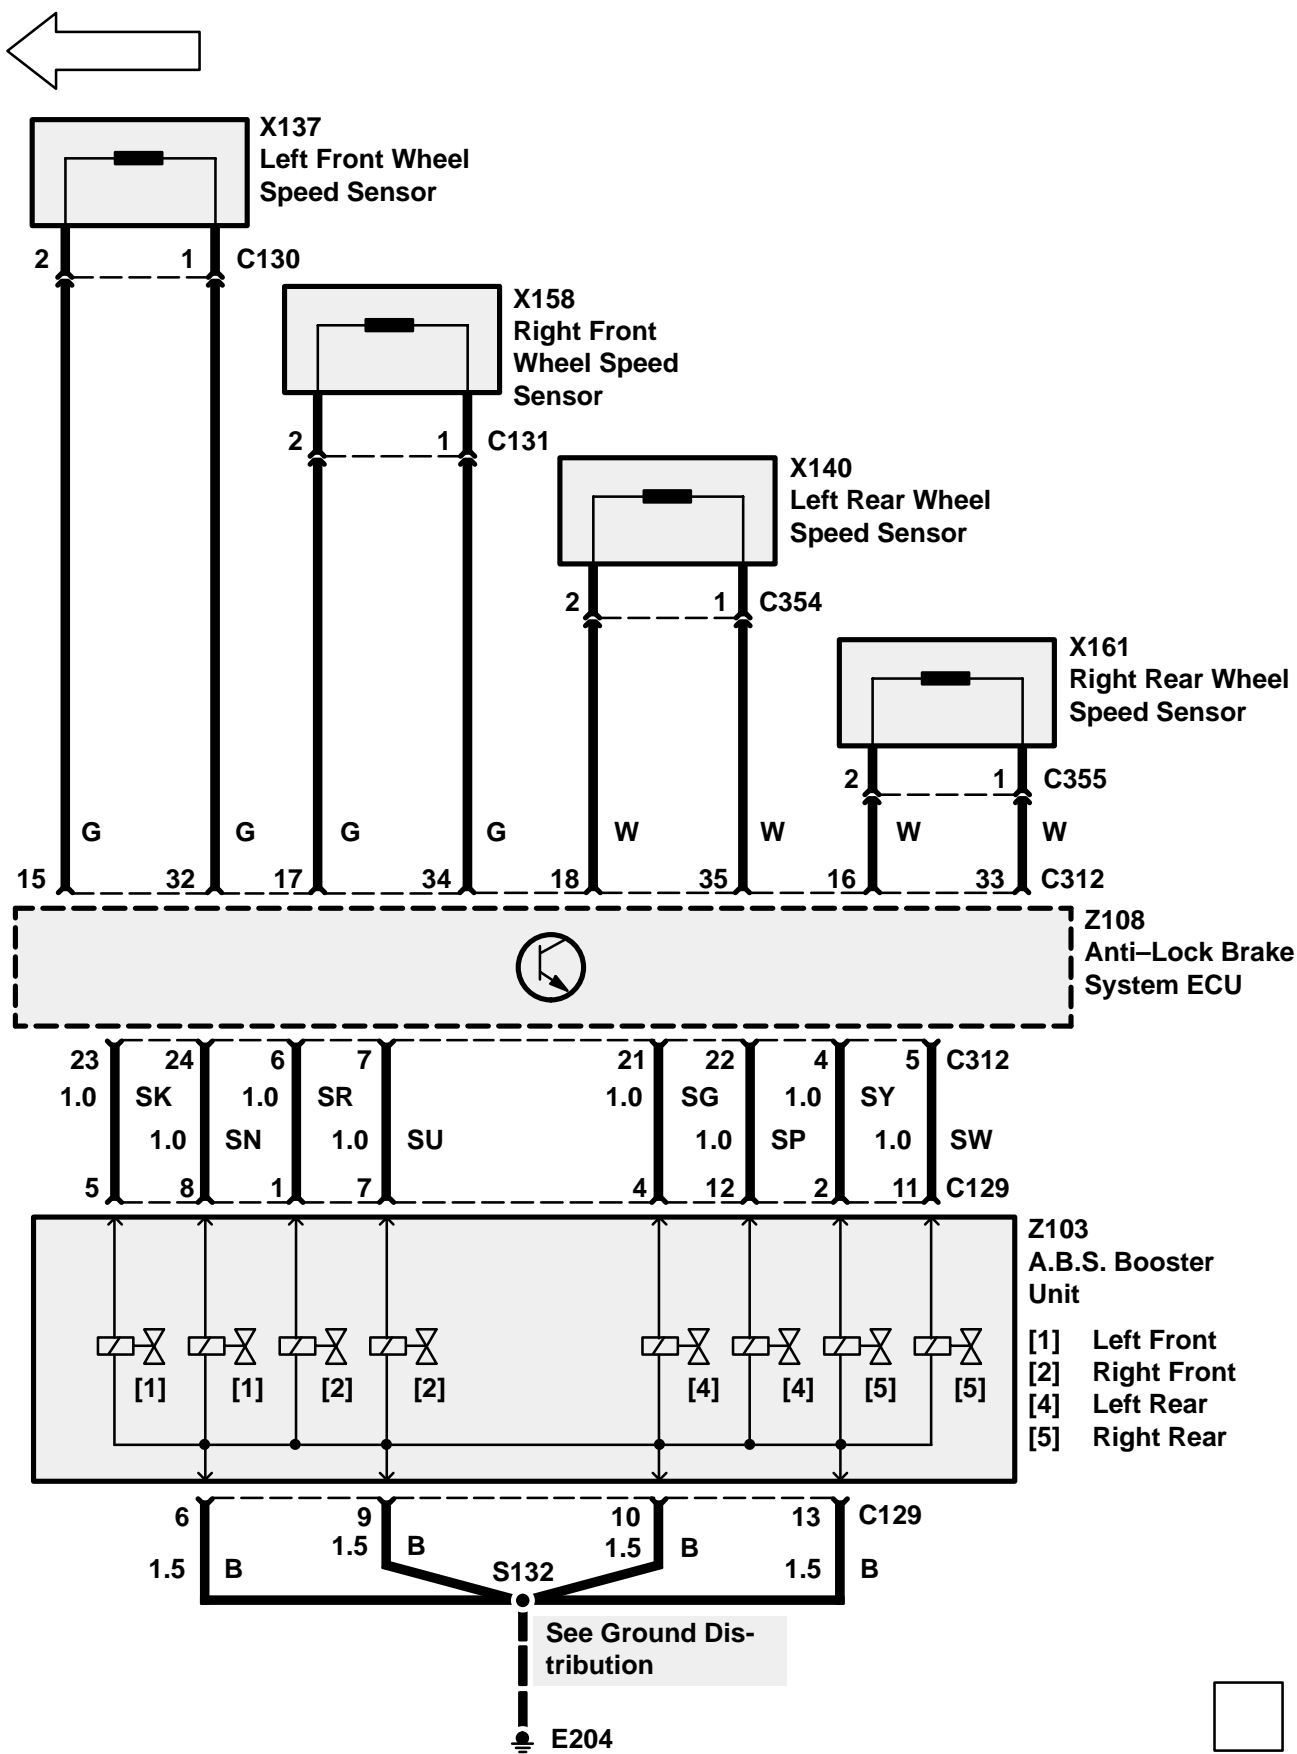 X137
Left Front Wheel
Speed Sensor
2 1 C130
X158
Right Front
Wheel Speed
Sensor
2 1 C131
X140
Left Rear Wheel
Speed Sensor
2 1 C354
X161
Right Rear Wheel
Speed Sensor
2 1 C355
G G G G W W W W
15 32 17 34 18 35 16 33 C312
Z108
Anti–Lock Brake
System ECU
23 24 6 7 21 22 4 5 C312
1.0 SK 1.0 SR 1.0 SG 1.0 SY
1.0 SN 1.0 SU 1.0 SP 1.0 SW
5 8 1 7 4 12 2 11 C129
Z103
A.B.S. Booster
Unit
[1] Left Front
[2] Right Front
[4] Left Rear
[5] Right Rear
[1] [1] [2] [2] [4] [4] [5] [5]
6 9 10 13 C129
1.5 B 1.5 B
1.5 B 1.5 B
S132
See Ground Dis-
tribution
E204